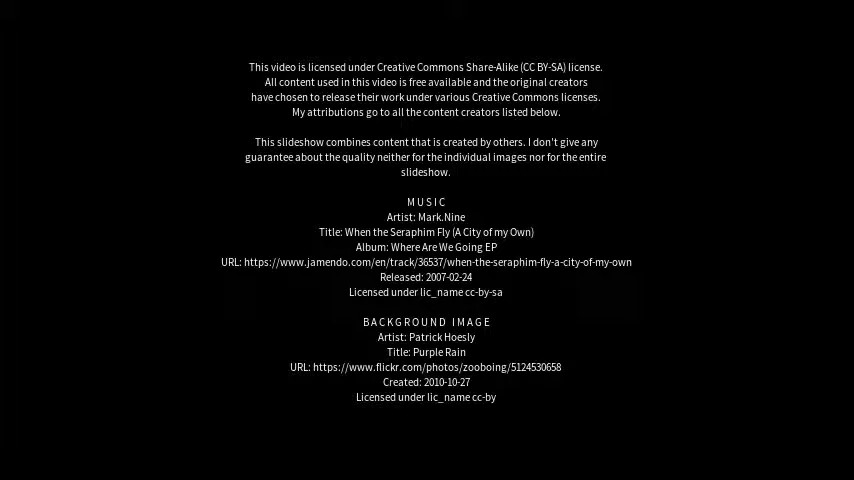 This video is licensed under Creative Commons Share-Alike (CC BY-SA) license.
All content used in this video is free available and the original creators
have chosen to release their work under various Creative Commons licenses.
My attributions go to all the content creators listed below.
This slideshow combines content that is created by others. I don't give any
guarantee about the quality neither for the individual images nor for the entire
slideshow.
MUSIC
Artist: Mark.Nine
Title: When the Seraphim Fly (A City of my Own)
Album: Where Are We Going EP
URL: https://www.jamendo.com/en/track/36537/when-the-seraphim-fly-a-city-of-my-own
Released: 2007-02-24
Licensed under lic_name cc-by-sa
BACKGROUND IMAGE
Artist: Patrick Hoesly
Title: Purple Rain
URL: https://www.flickr.com/photos/zooboing/5124530658
Created: 2010-10-27
Licensed under lic_name cc-by